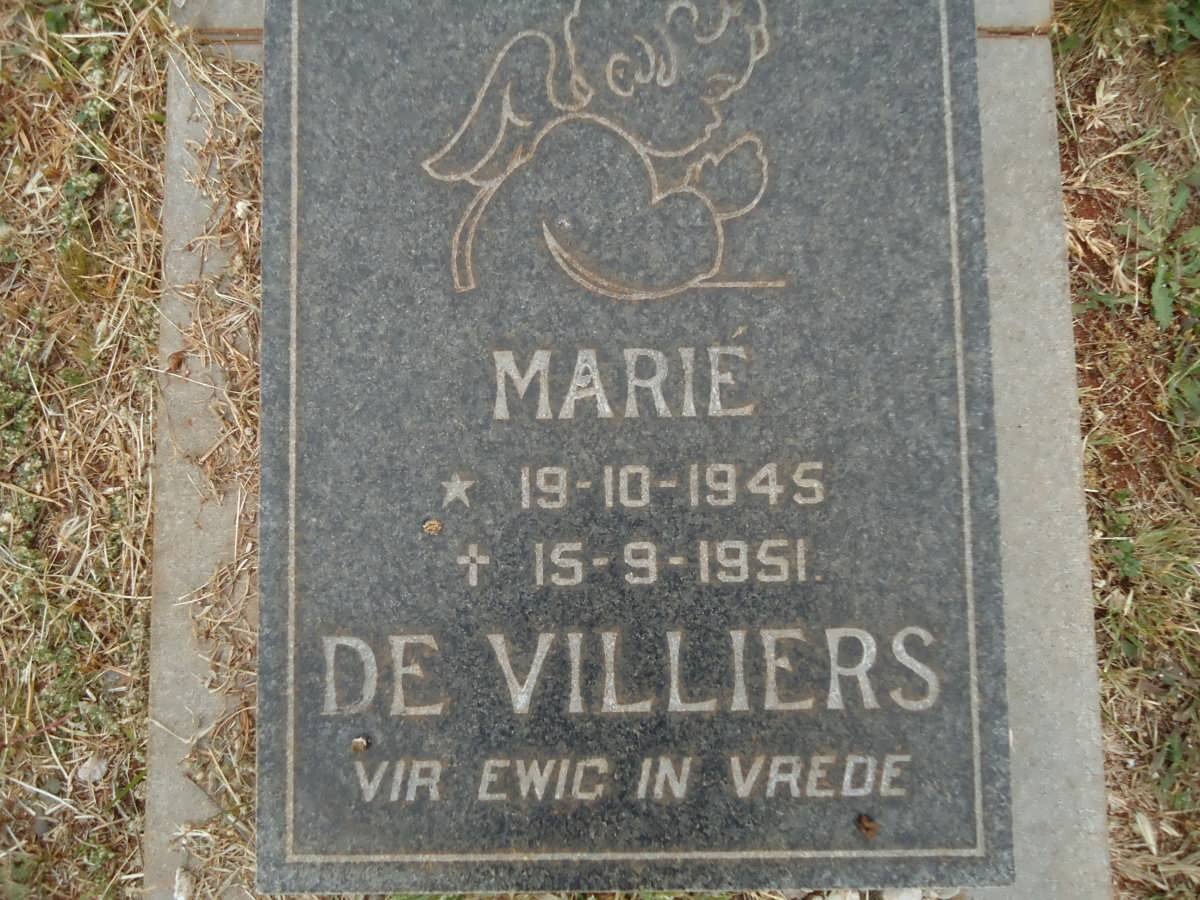 MARIÉ
★ 19-10-1945
✝ 15-9-1951.
DE VILLIERS
VIR EWIG IN VREDE